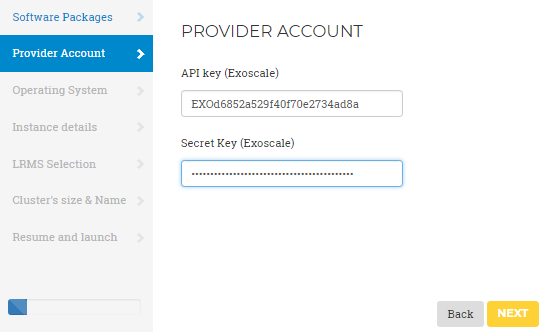 Software Packages
Provider Account
Operating System
Instance details
LRMS Selection
Cluster's size & Name
Resume and launch
PROVIDER ACCOUNT
API key (Exoscale)
EXOd6852a529f40f70e2734ad8a
Secret Key (Exoscale)
Back
NEXT